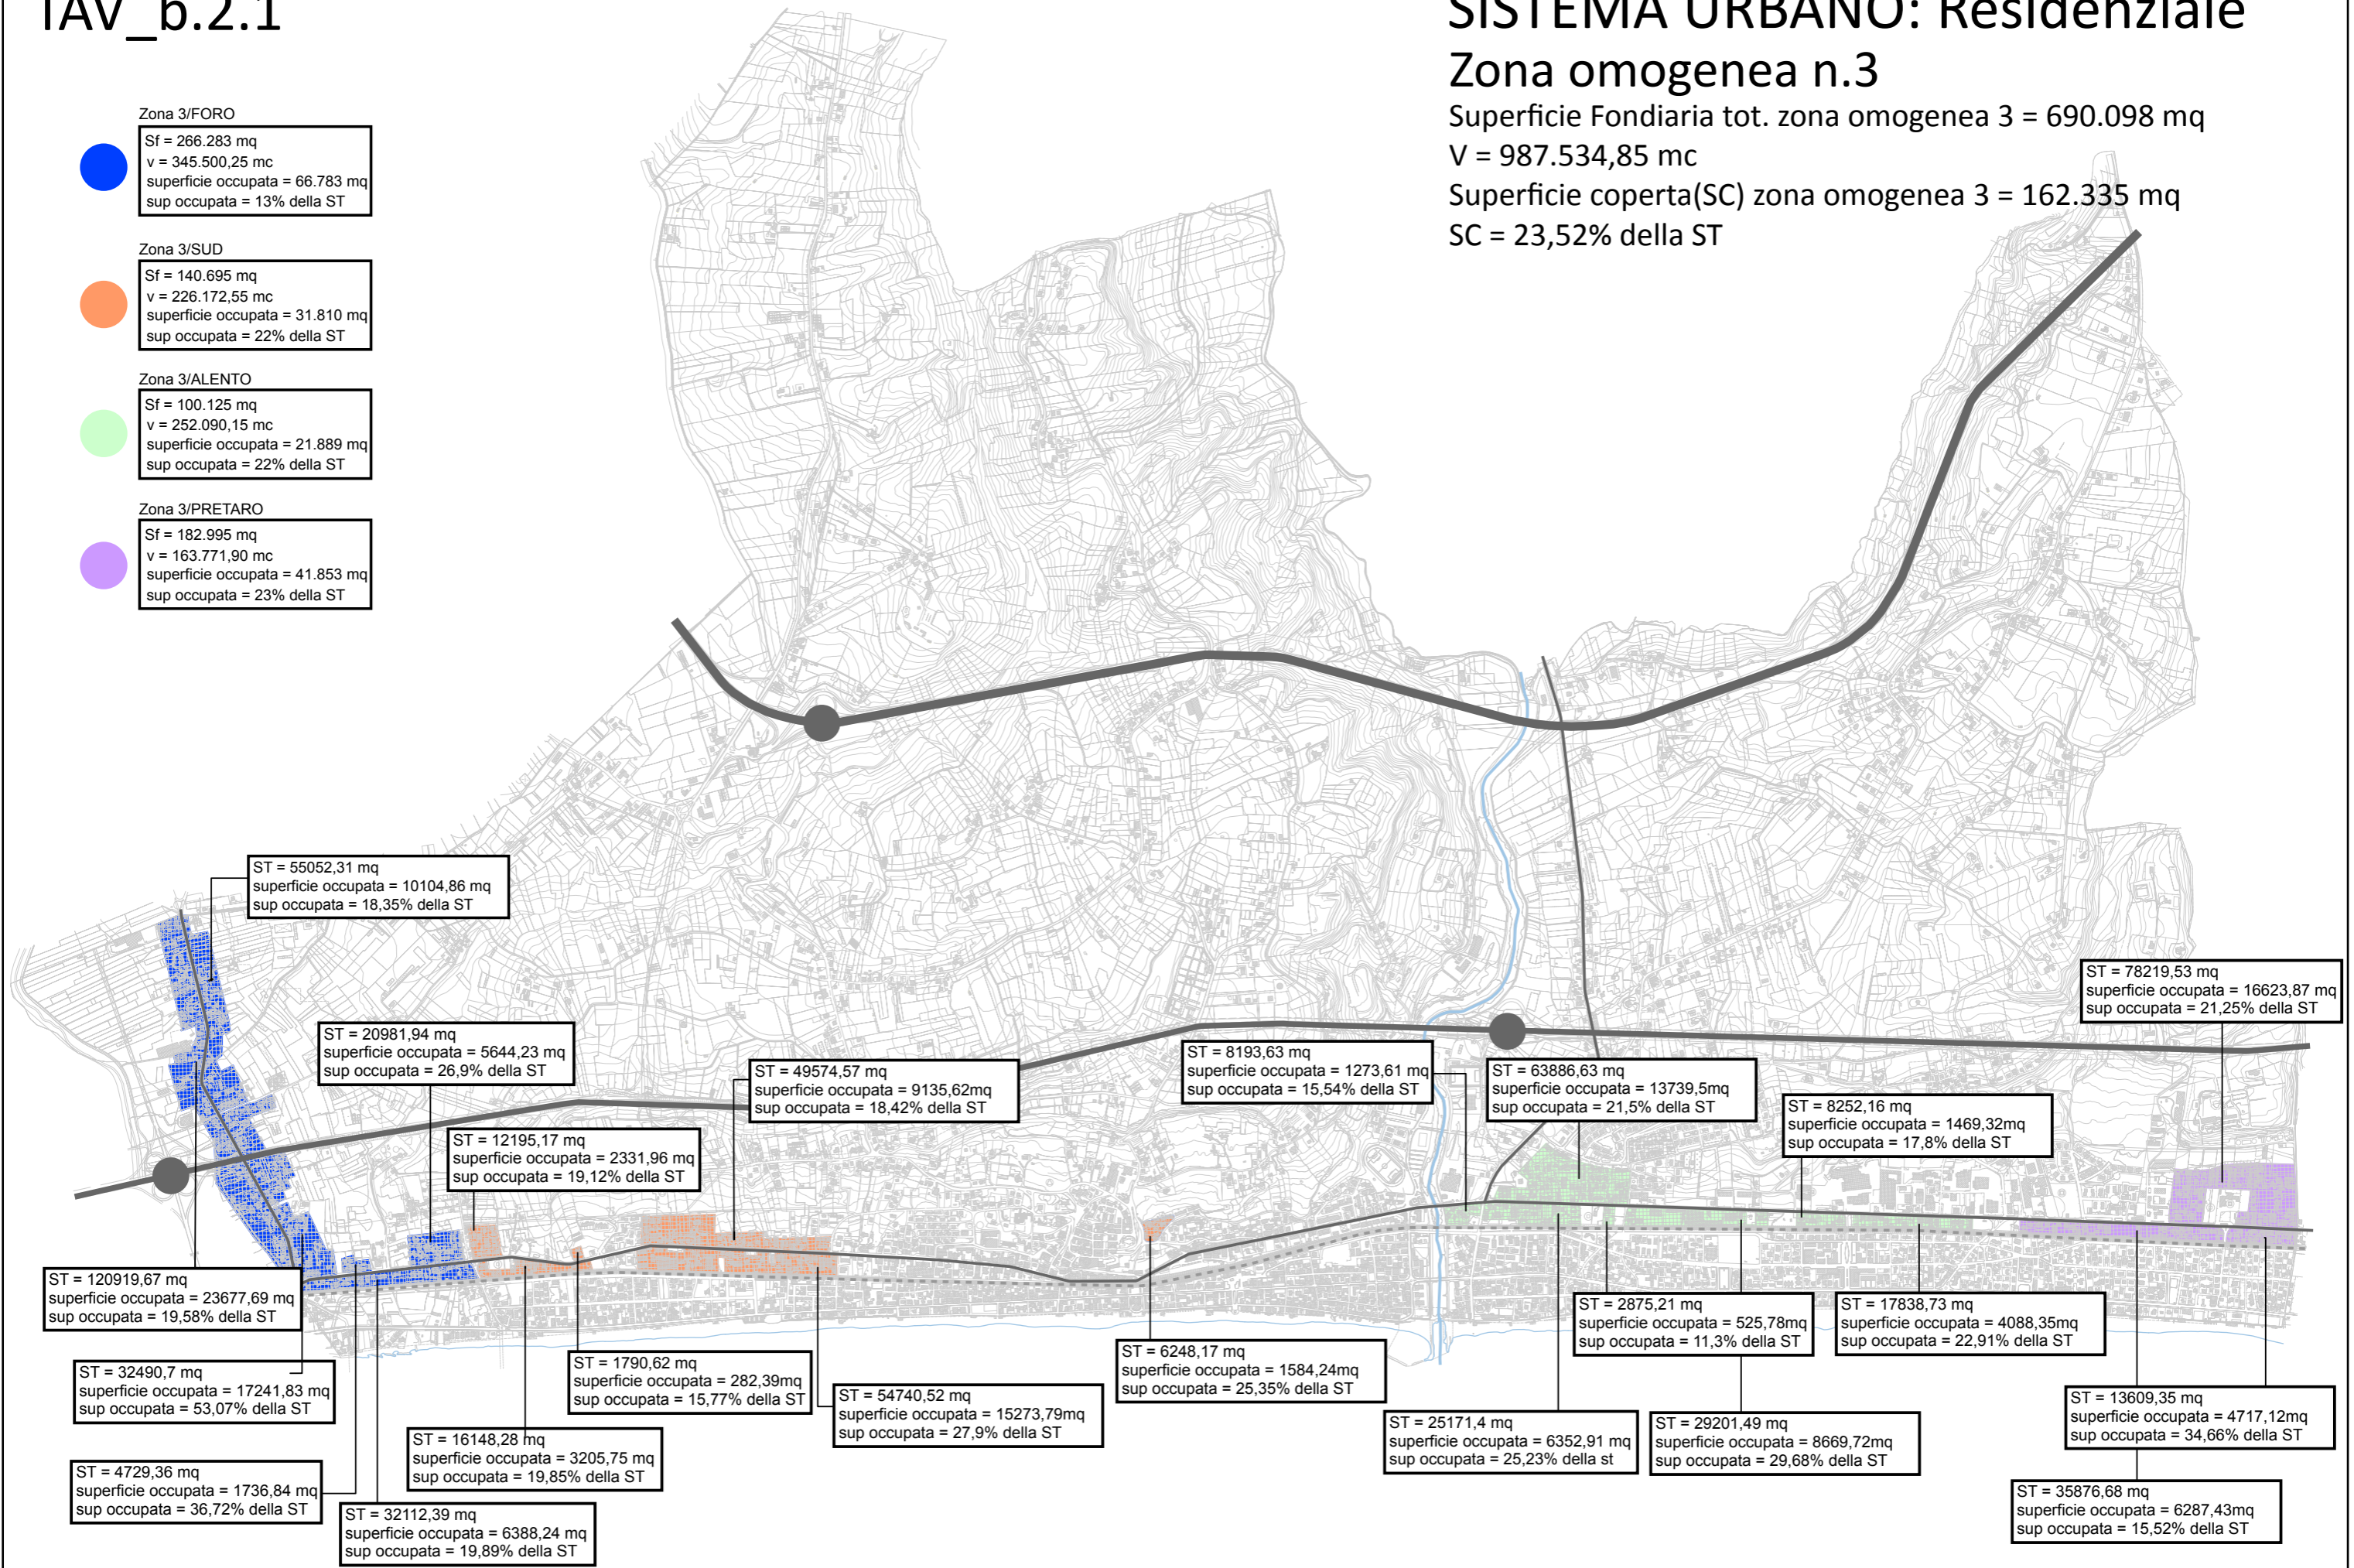 TAV_b.2.1
SISTEMA URBANO: Residenziale
Zona omogenea n.3
Superficie Fondiaria tot. zona omogenea 3 = 690.098 mq
V = 987.534,85 mc
Superficie coperta(SC) zona omogenea 3 = 162.335 mq
SC = 23,52% della ST
Zona 3/FORO
Sf = 266.283 mq
v = 345.500,25 mc
superficie occupata = 66.783 mq
sup occupata = 13% della ST
Zona 3/SUD
Sf = 140.695 mq
v = 226.172,55 mc
superficie occupata = 31.810 mq
sup occupata = 22% della ST
Zona 3/ALENTO
Sf = 100.125 mq
v = 252.090,15 mc
superficie occupata = 21.889 mq
sup occupata = 22% della ST
Zona 3/PRETARO
Sf = 182.995 mq
v = 163.771,90 mc
superficie occupata = 41.853 mq
sup occupata = 23% della ST
ST = 55052,31 mq
superficie occupata = 10104,86 mq
sup occupata = 18,35% della ST
ST = 20981,94 mq
superficie occupata = 5644,23 mq
sup occupata = 26,9% della ST
ST = 12195,17 mq
superficie occupata = 2331,96 mq
sup occupata = 19,12% della ST
ST = 49574,57 mq
superficie occupata = 9135,62mq
sup occupata = 18,42% della ST
ST = 8193,63 mq
superficie occupata = 1273,61 mq
sup occupata = 15,54% della ST
ST = 63886,63 mq
superficie occupata = 13739,5mq
sup occupata = 21,5% della ST
ST = 8252,16 mq
superficie occupata = 1469,32mq
sup occupata = 17,8% della ST
ST = 78219,53 mq
superficie occupata = 16623,87 mq
sup occupata = 21,25% della ST
ST = 120919,67 mq
superficie occupata = 23677,69 mq
sup occupata = 19,58% della ST
ST = 32490,7 mq
superficie occupata = 17241,83 mq
sup occupata = 53,07% della ST
ST = 4729,36 mq
superficie occupata = 1736,84 mq
sup occupata = 36,72% della ST
ST = 32112,39 mq
superficie occupata = 6388,24 mq
sup occupata = 19,89% della ST
ST = 16148,28 mq
superficie occupata = 3205,75 mq
sup occupata = 19,85% della ST
ST = 1790,62 mq
superficie occupata = 282,39mq
sup occupata = 15,77% della ST
ST = 54740,52 mq
superficie occupata = 15273,79mq
sup occupata = 27,9% della ST
ST = 6248,17 mq
superficie occupata = 1584,24mq
sup occupata = 25,35% della ST
ST = 25171,4 mq
superficie occupata = 6352,91 mq
sup occupata = 25,23% della st
ST = 2875,21 mq
superficie occupata = 525,78mq
sup occupata = 11,3% della ST
ST = 29201,49 mq
superficie occupata = 8669,72mq
sup occupata = 29,68% della ST
ST = 17838,73 mq
superficie occupata = 4088,35mq
sup occupata = 22,91% della ST
ST = 13609,35 mq
superficie occupata = 4717,12mq
sup occupata = 34,66% della ST
ST = 35876,68 mq
superficie occupata = 6287,43mq
sup occupata = 15,52% della ST